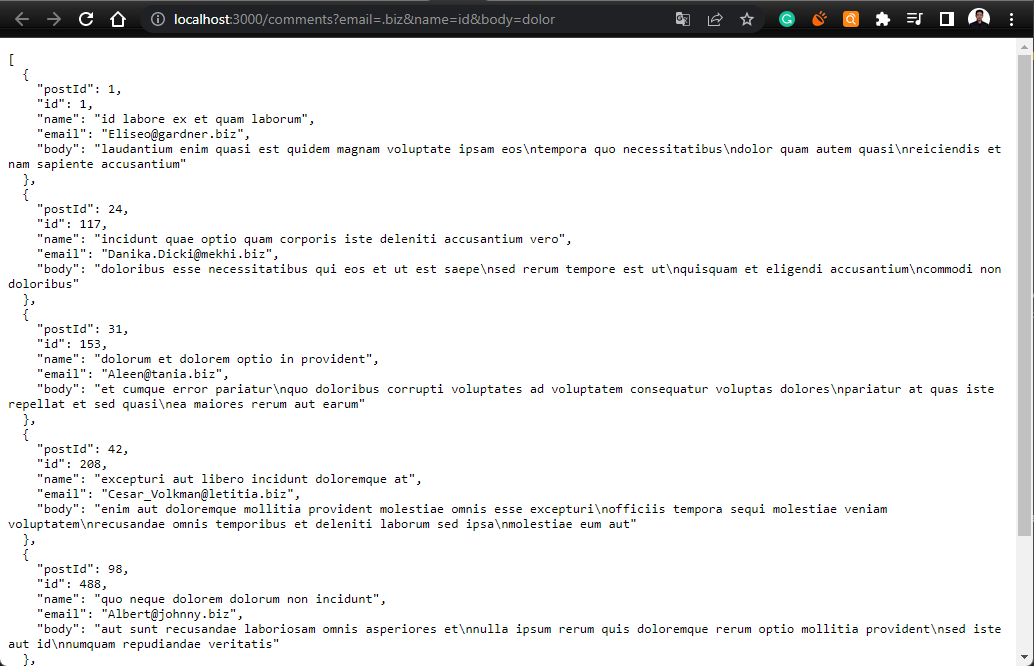 localhost:3000/comments?email=.biz&name=id&body=dolor
[
  {
    "postId": 1,
    "id": 1,
    "name": "id labore ex et quam laborum",
    "email": "Eliseo@gardner.biz",
    "body": "laudantium enim quasi est quidem magnam voluptate ipsam eos\ntempora quo necessitatibus\ndolor quam autem quasi\nreiciendis et
nam sapiente accusantium"
  },
  {
    "postId": 24,
    "id": 117,
    "name": "incidunt quae optio quam corporis iste deleniti accusantium vero",
    "email": "Danika.Dicki@mekhi.biz",
    "body": "doloribus esse necessitatibus qui eos et ut est saepe\nsed rerum tempore est ut\nquisquam et eligendi accusantium\ncommodi non
doloribus"
  },
  {
    "postId": 31,
    "id": 153,
    "name": "dolorum et dolorem optio in provident",
    "email": "Aleen@tania.biz",
    "body": "et cumque error pariatur\nquo doloribus corrupti voluptates ad voluptatem consequatur voluptas dolores\npariatur at quas iste
repellat et sed quasi\nea maiores rerum aut earum"
  },
  {
    "postId": 42,
    "id": 208,
    "name": "excepturi aut libero incidunt doloremque at",
    "email": "Cesar_Volkman@letitia.biz",
    "body": "enim aut doloremque mollitia provident molestiae omnis esse excepturi\nofficiis tempora sequi molestiae veniam
voluptatem\nrecusandae omnis temporibus et deleniti laborum sed ipsa\nmolestiae eum aut"
  },
  {
    "postId": 98,
    "id": 488,
    "name": "quo neque dolorem dolorum non incidunt",
    "email": "Albert@johnny.biz",
    "body": "aut sunt recusandae laboriosam omnis asperiores et\nnulla ipsum rerum quis doloremque rerum optio mollitia provident\nsed iste
aut id\nnumquam repudiandae veritatis"
  },